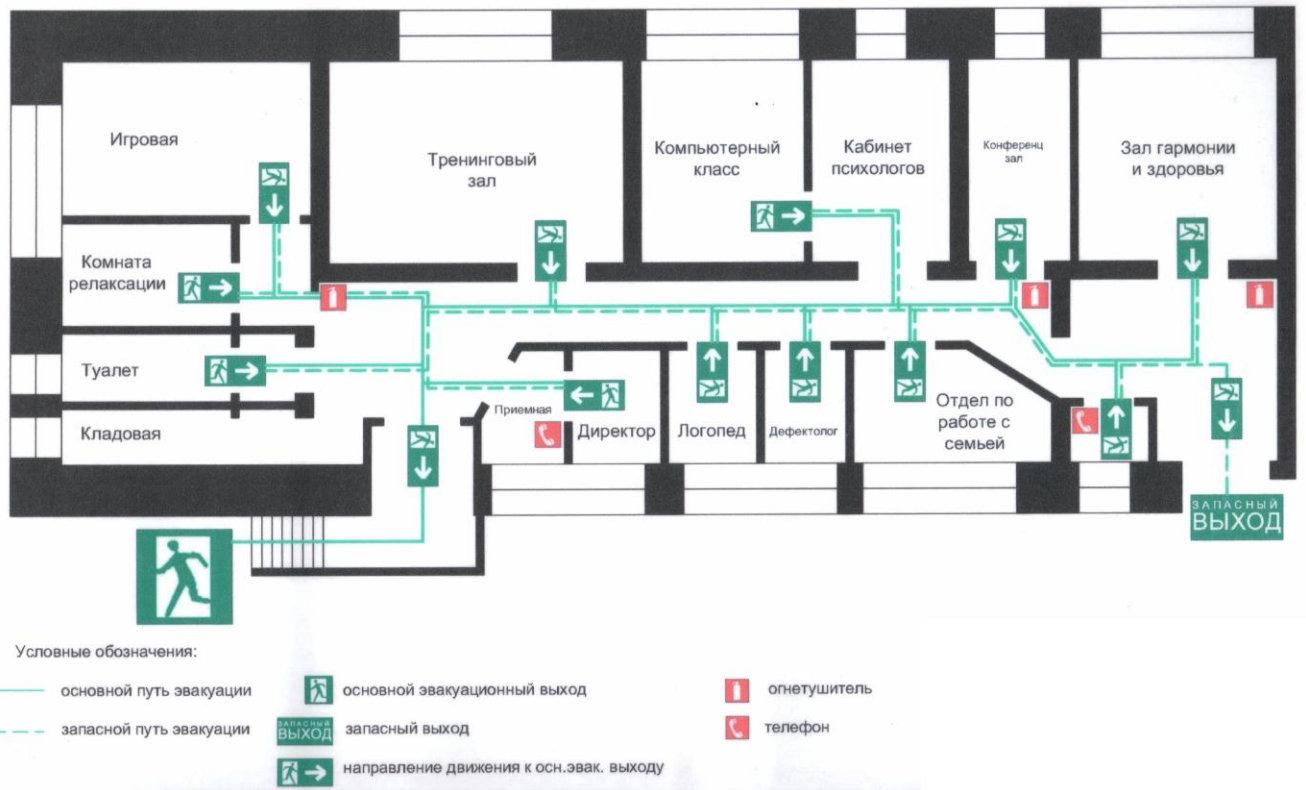 Игровая
Тренинговый
зал
Компьютерный
класс
Кабинет
психологов
Конференц
зал
Зал гармонии
и здоровья
Комната
релаксации
Туалет
Кладовая
Приемная
Директор
Логопед
Дефектолог
Отдел по
работе с
семьей
ЗАПАСНЫЙ
ВЫХОД
Условные обозначения:
основной путь эвакуации
основной эвакуационный выход
огнетушитель
запасной путь эвакуации
ЗАПАСНЫЙ
ВЫХОД
запасный выход
телефон
направление движения к осн.эвак. выходу